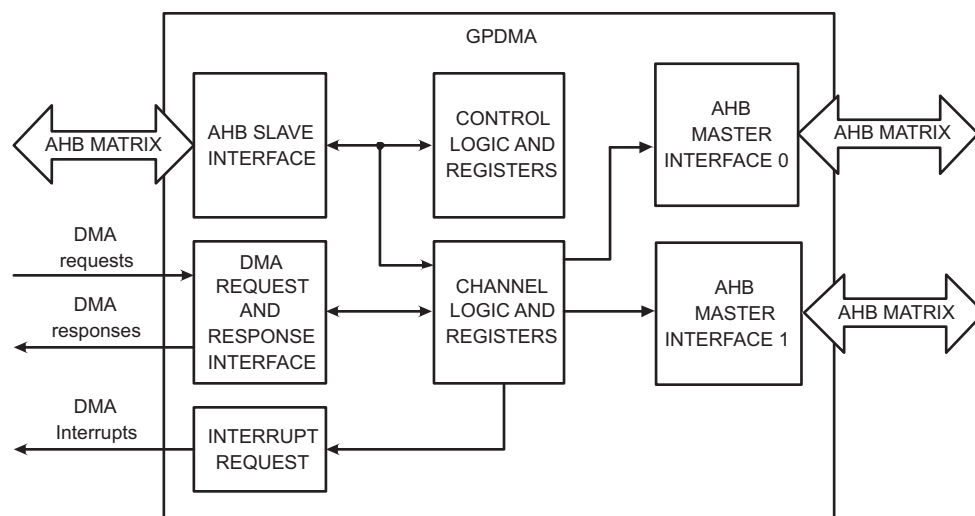 GPDMA
AHB MATRIX
AHB SLAVE
INTERFACE
CONTROL
LOGIC AND
REGISTERS
AHB
MASTER
INTERFACE 0
AHB MATRIX
DMA
requests
DMA
responses
DMA
REQUEST
AND
RESPONSE
INTERFACE
CHANNEL
LOGIC AND
REGISTERS
AHB
MASTER
INTERFACE 1
AHB MATRIX
DMA
Interrupts
INTERRUPT
REQUEST